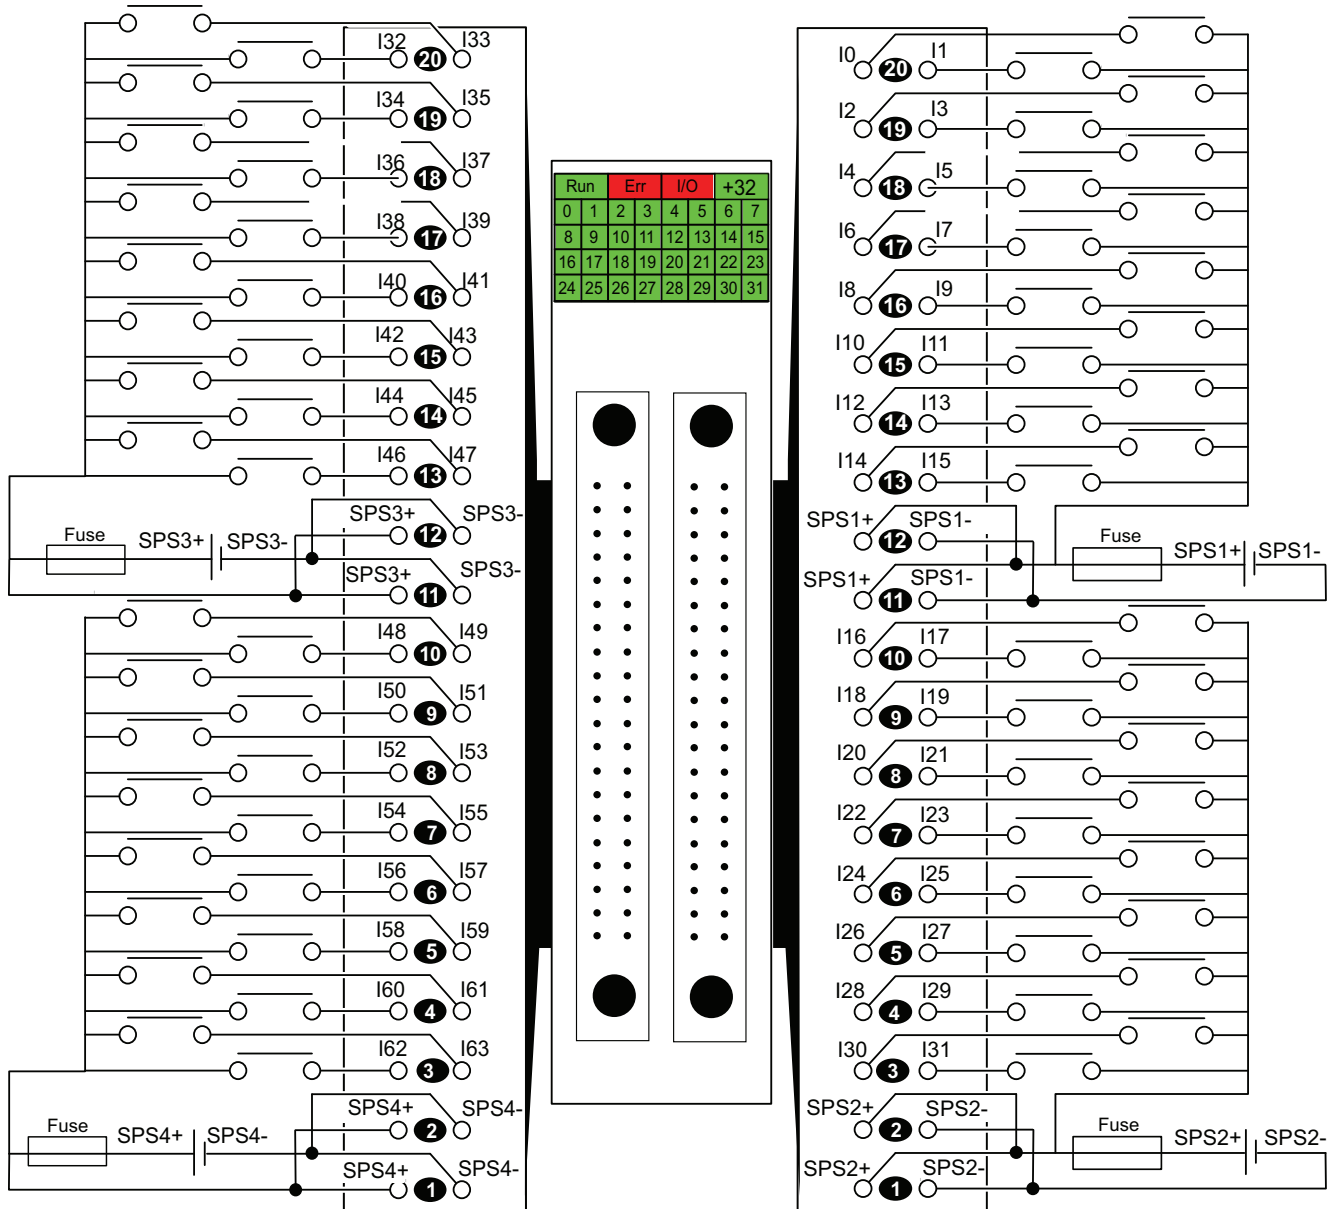 I32 20 I33
I34 19 I35
I36 18 I37
I38 17 I39
I40 16 I41
I42 15 I43
I44 14 I45
I46 13 I47
SPS3+ 12 SPS3-
Fuse SPS3+ SPS3-
SPS3+ 11 SPS3-
I48 10 I49
I50 9 I51
I52 8 I53
I54 7 I55
I56 6 I57
I58 5 I59
I60 4 I61
I62 3 I63
SPS4+ 2 SPS4-
Fuse SPS4+ SPS4-
SPS4+ 1 SPS4-
Run Err I/O +32
0 1 2 3 4 5 6 7
8 9 10 11 12 13 14 15
16 17 18 19 20 21 22 23
24 25 26 27 28 29 30 31
I0 20 I1
I2 19 I3
I4 18 I5
I6 17 I7
I8 16 I9
I10 15 I11
I12 14 I13
I14 13 I15
SPS1+ 12 SPS1-
Fuse SPS1+ SPS1-
SPS1+ 11 SPS1-
I16 10 I17
I18 9 I19
I20 8 I21
I22 7 I23
I24 6 I25
I26 5 I27
I28 4 I29
I30 3 I31
SPS2+ 2 SPS2-
Fuse SPS2+ SPS2-
SPS2+ 1 SPS2-